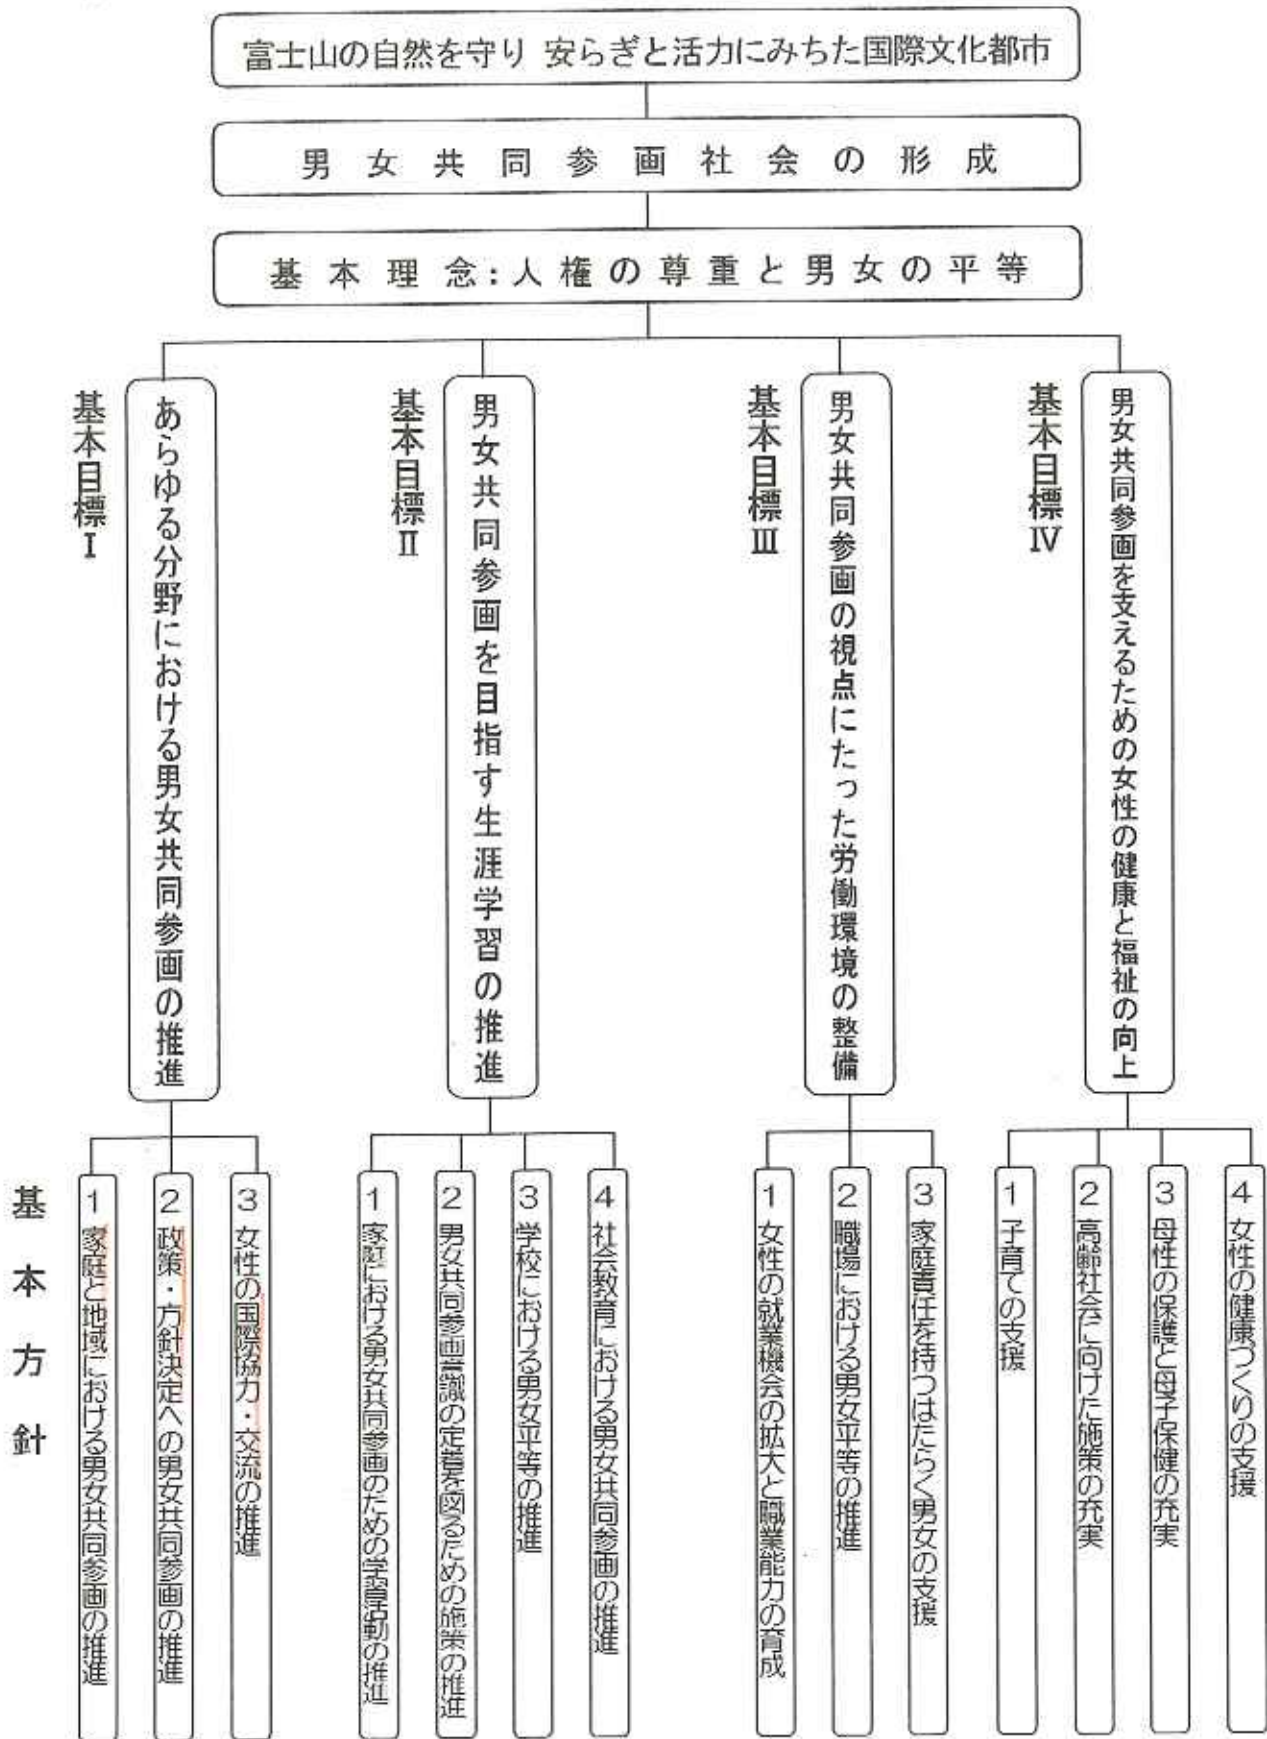 富士山の自然を守り 安らぎと活力にみちた国際文化都市
男女共同参画社会の形成
基本理念:人権の尊重と男女の平等
基本目標Ⅰ
あらゆる分野における男女共同参画の推進
基本目標Ⅱ
男女共同参画を目指す生涯学習の推進
基本目標Ⅲ
男女共同参画の視点にたった労働環境の整備
基本目標Ⅳ
男女共同参画を支えるための女性の健康と福祉の向上
基本方針
1 家庭と地域における男女共同参画の推進
2 政策・方針決定への男女共同参画の推進
3 女性の国際協力・交流の推進
1 家庭における男女共同参画のための学習活動の推進
2 男女共同参画意識の定着を図るための施策の推進
3 学校における男女平等の推進
4 社会教育における男女共同参画の推進
1 女性の就業機会の拡大と職業能力の育成
2 職場における男女平等の推進
3 家庭責任を持つはたらく男女の支援
1 子育ての支援
2 高齢社会に向けた施策の充実
3 母性の保護と母子保健の充実
4 女性の健康づくりの支援